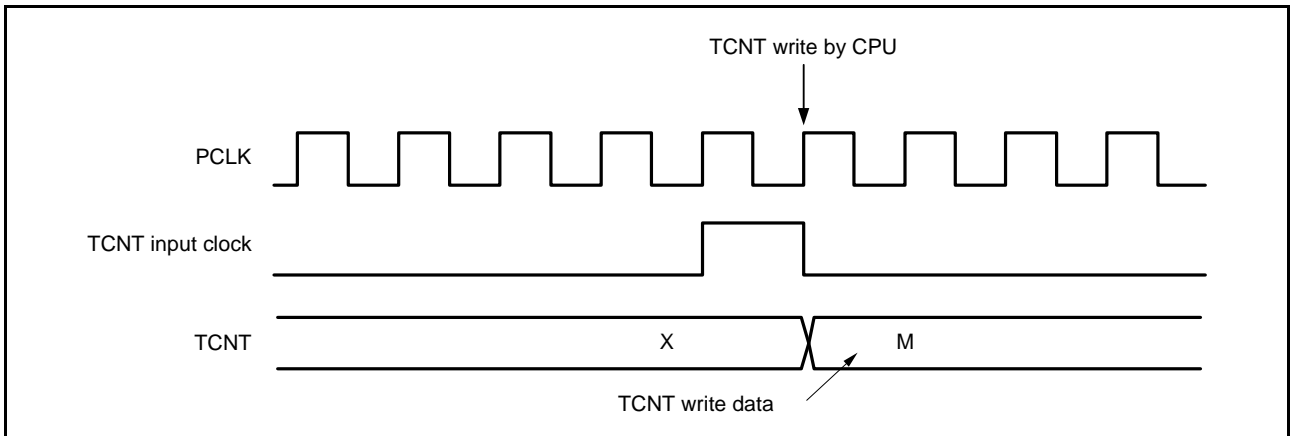 TCNT write by CPU
PCLK
TCNT input clock
TCNT
X
M
TCNT write data